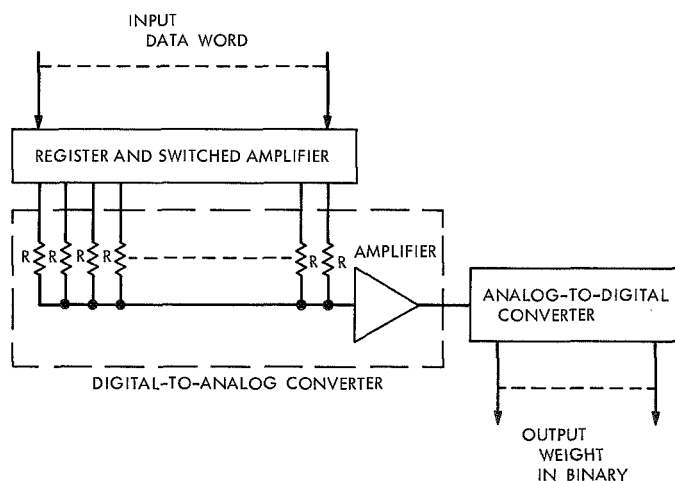 INPUT
DATA WORD
REGISTER AND SWITCHED AMPLIFIER
R R R R R R
AMPLIFIER
DIGITAL-TO-ANALOG CONVERTER
ANALOG-TO-DIGITAL
CONVERTER
OUTPUT
WEIGHT
IN BINARY